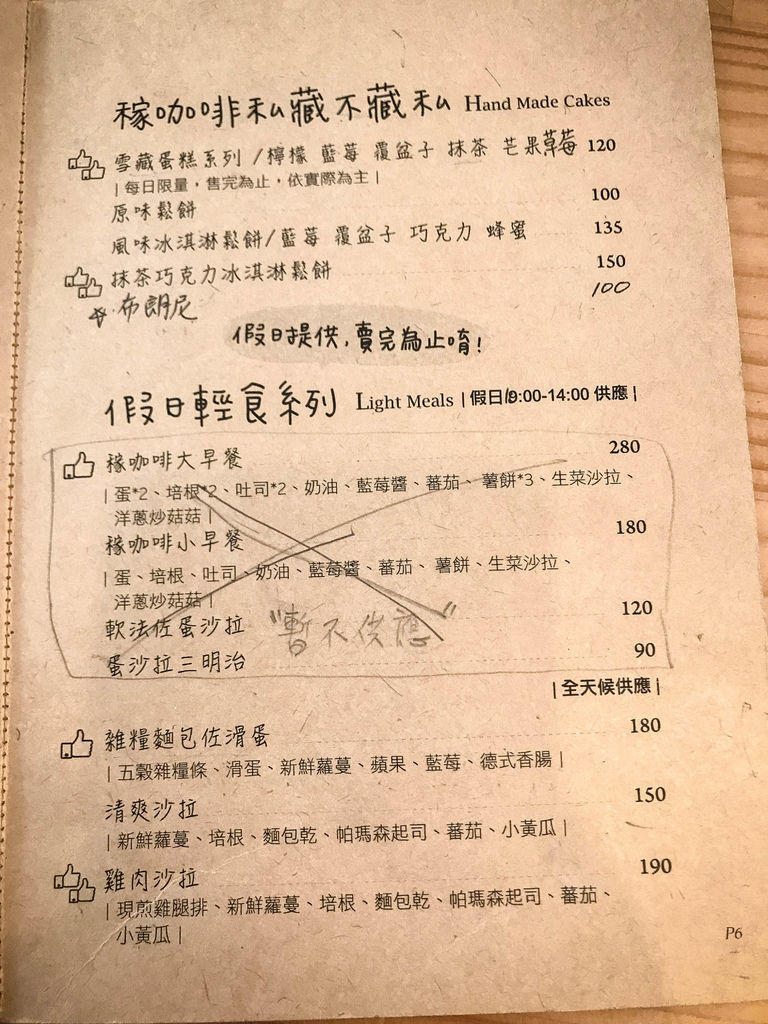 稼咖啡私藏不藏私 Hand Made Cakes
雪藏蛋糕系列 / 檸檬 藍莓 覆盆子 抹茶 芒果 草莓 120
| 每日限量，售完為止，依實際為主 |
原味鬆餅 100
風味冰淇淋鬆餅/藍莓 覆盆子 巧克力 蜂蜜 135
抹茶巧克力冰淇淋鬆餅 150
布朗尼 100
假日提供,賣完為止唷!
假日輕食系列 Light Meals | 假日/9:00-14:00 供應 |
稼咖啡大早餐 280
| 蛋*2、培根*2、吐司*2、奶油、藍莓醬、蕃茄、薯餅*3、生菜沙拉、
洋蔥炒菇菇 |
稼咖啡小早餐 180
| 蛋、培根、吐司、奶油、藍莓醬、蕃茄、薯餅、生菜沙拉、
洋蔥炒菇菇 |
軟法佐蛋沙拉 120
"暫不供應"
蛋沙拉三明治 90
| 全天候供應 |
雜糧麵包佐滑蛋 180
| 五穀雜糧條、滑蛋、新鮮蘿蔓、蘋果、藍莓、德式香腸 |
清爽沙拉 150
| 新鮮蘿蔓、培根、麵包乾、帕瑪森起司、蕃茄、小黃瓜 |
雞肉沙拉 190
| 現煎雞腿排、新鮮蘿蔓、培根、麵包乾、帕瑪森起司、蕃茄、
小黃瓜 |
P6